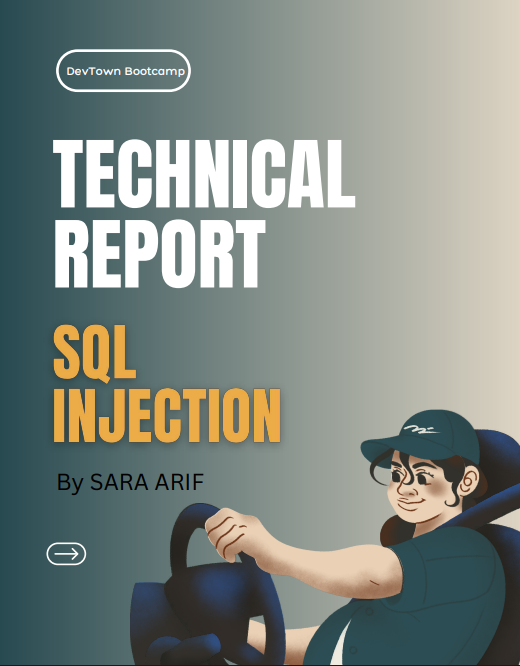 DevTown Bootcamp
TECHNICAL
REPORT
SQL
INJECTION
By SARA ARIF